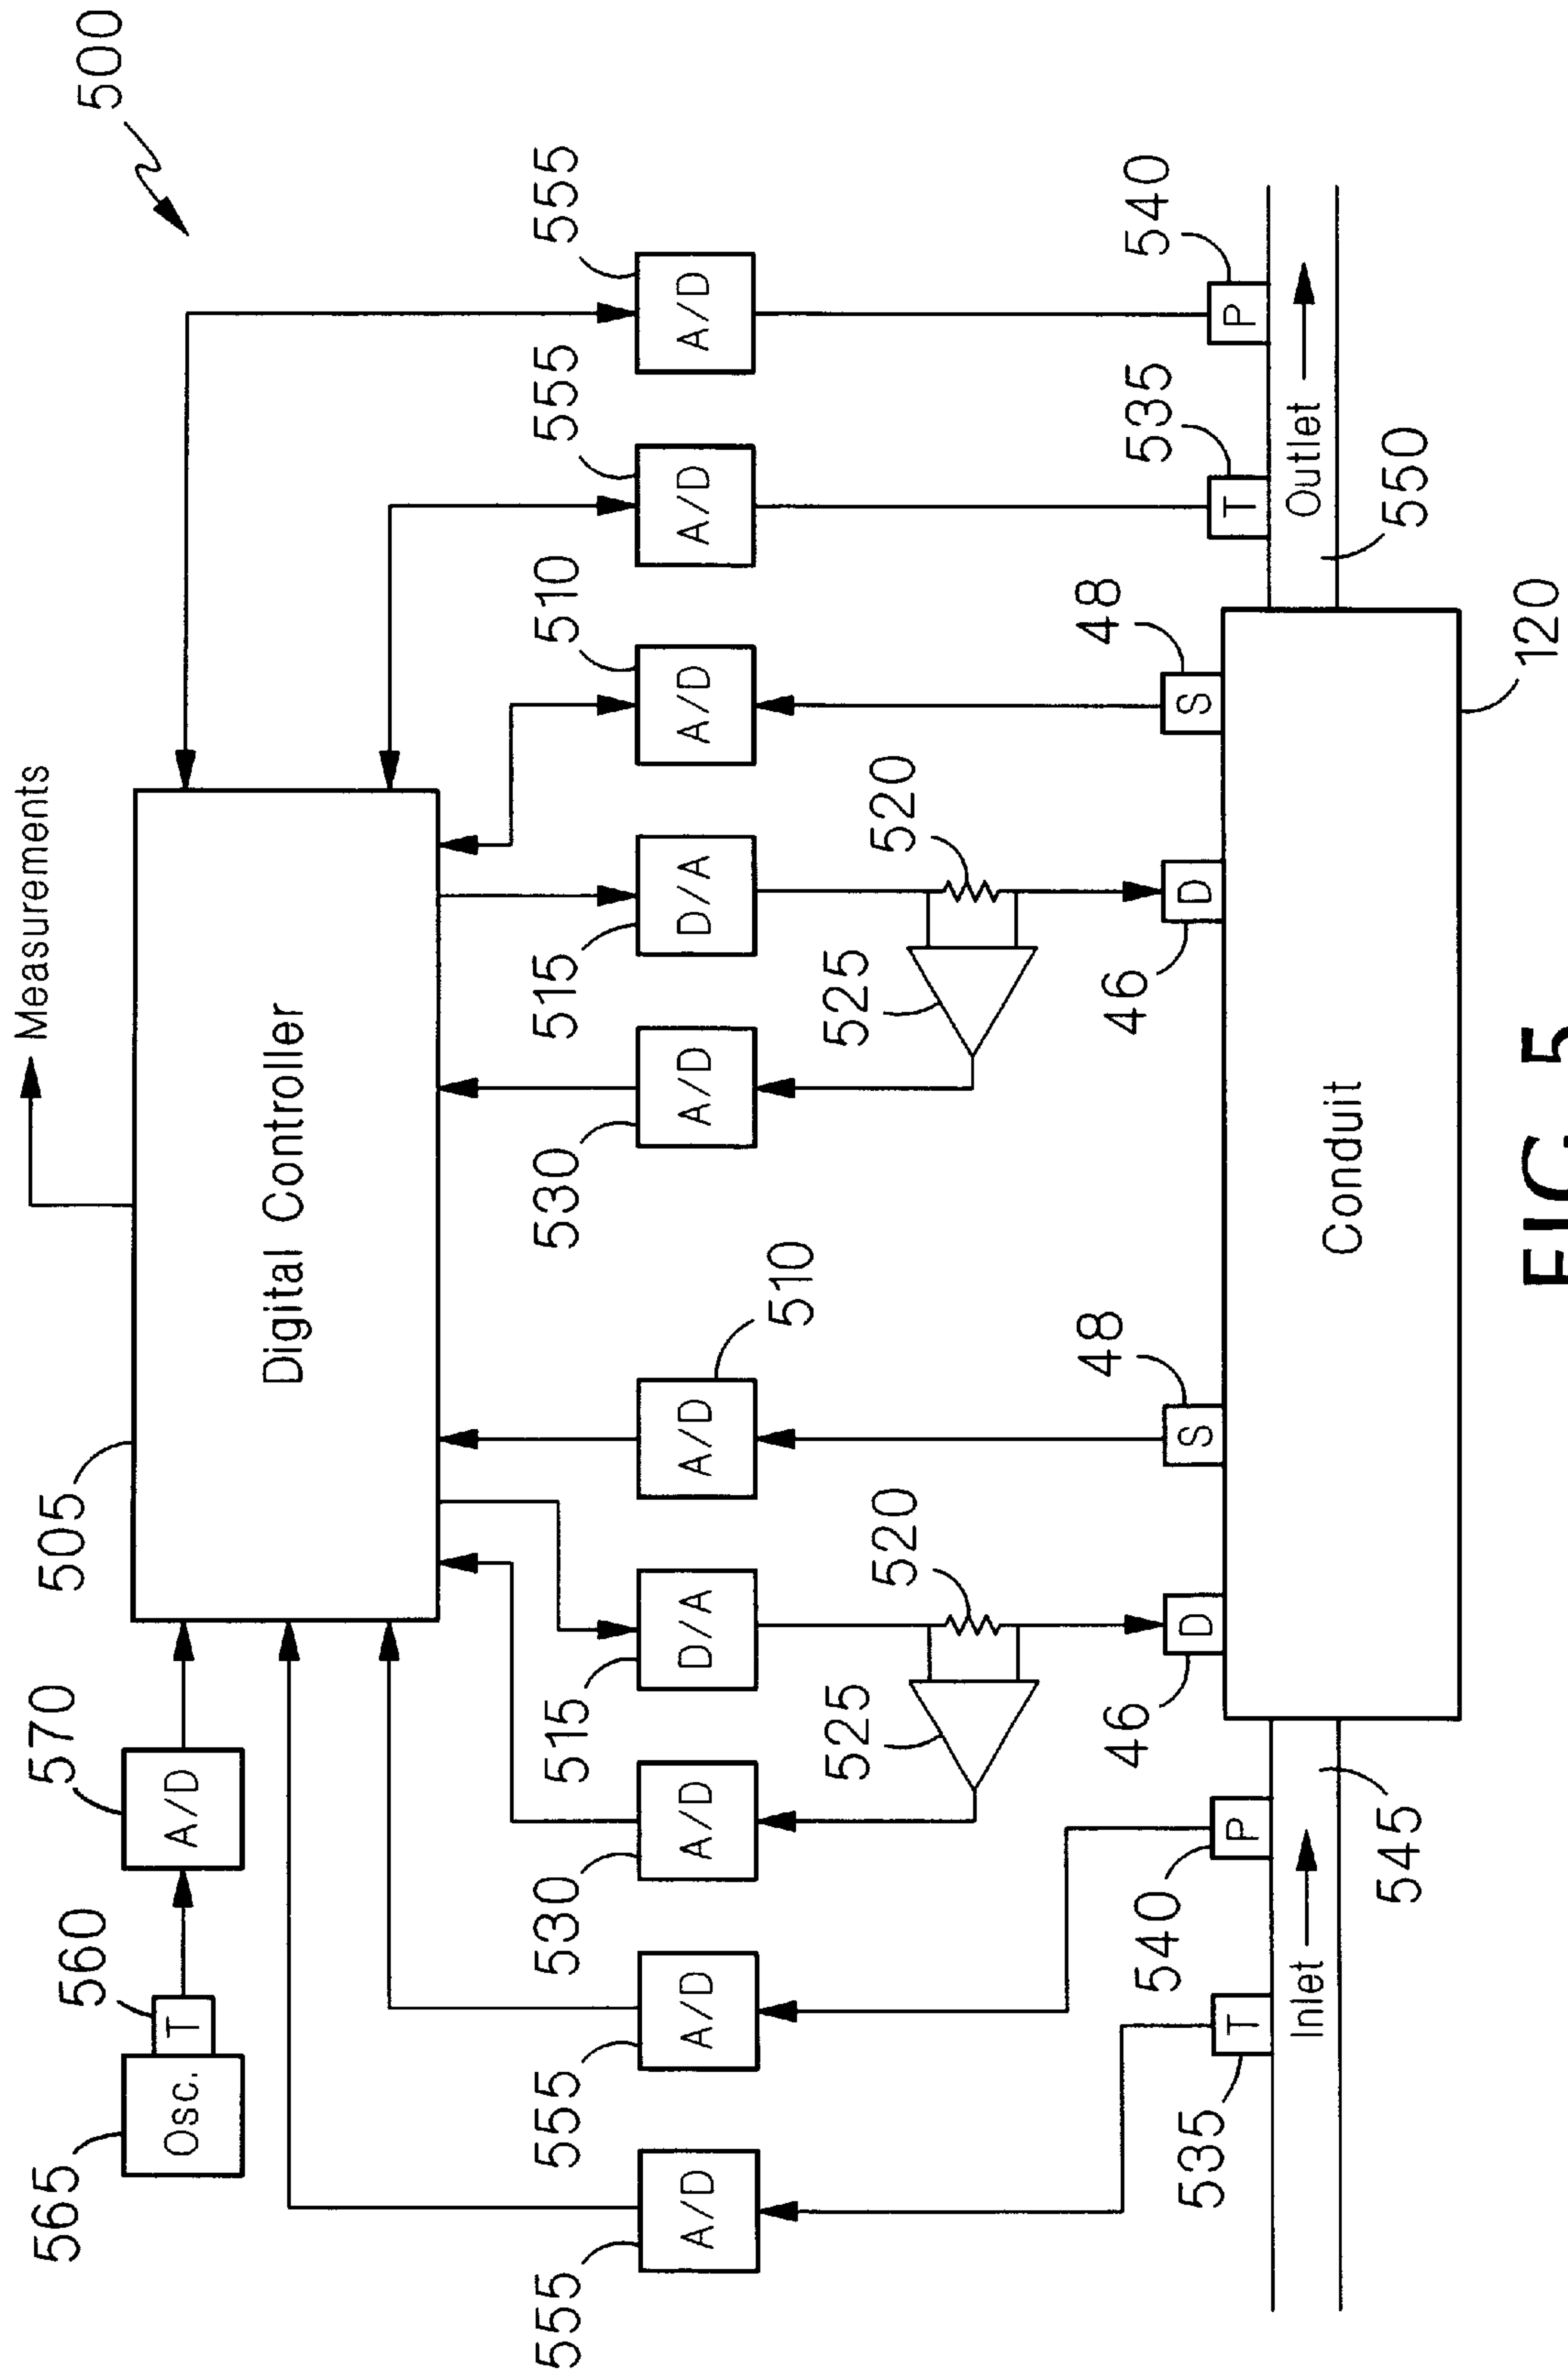 500
Measurements
565
560
570
505
Osc.
T
A/D
Digital Controller
555
555
530
515
510
530
515
510
555
555
A/D
A/D
A/D
D/A
A/D
A/D
D/A
A/D
A/D
A/D
525
520
525
520
535
540
46
48
46
48
535
540
T
P
D
S
D
S
T
P
Inlet
545
Conduit
Outlet
550
120
FIG. 5